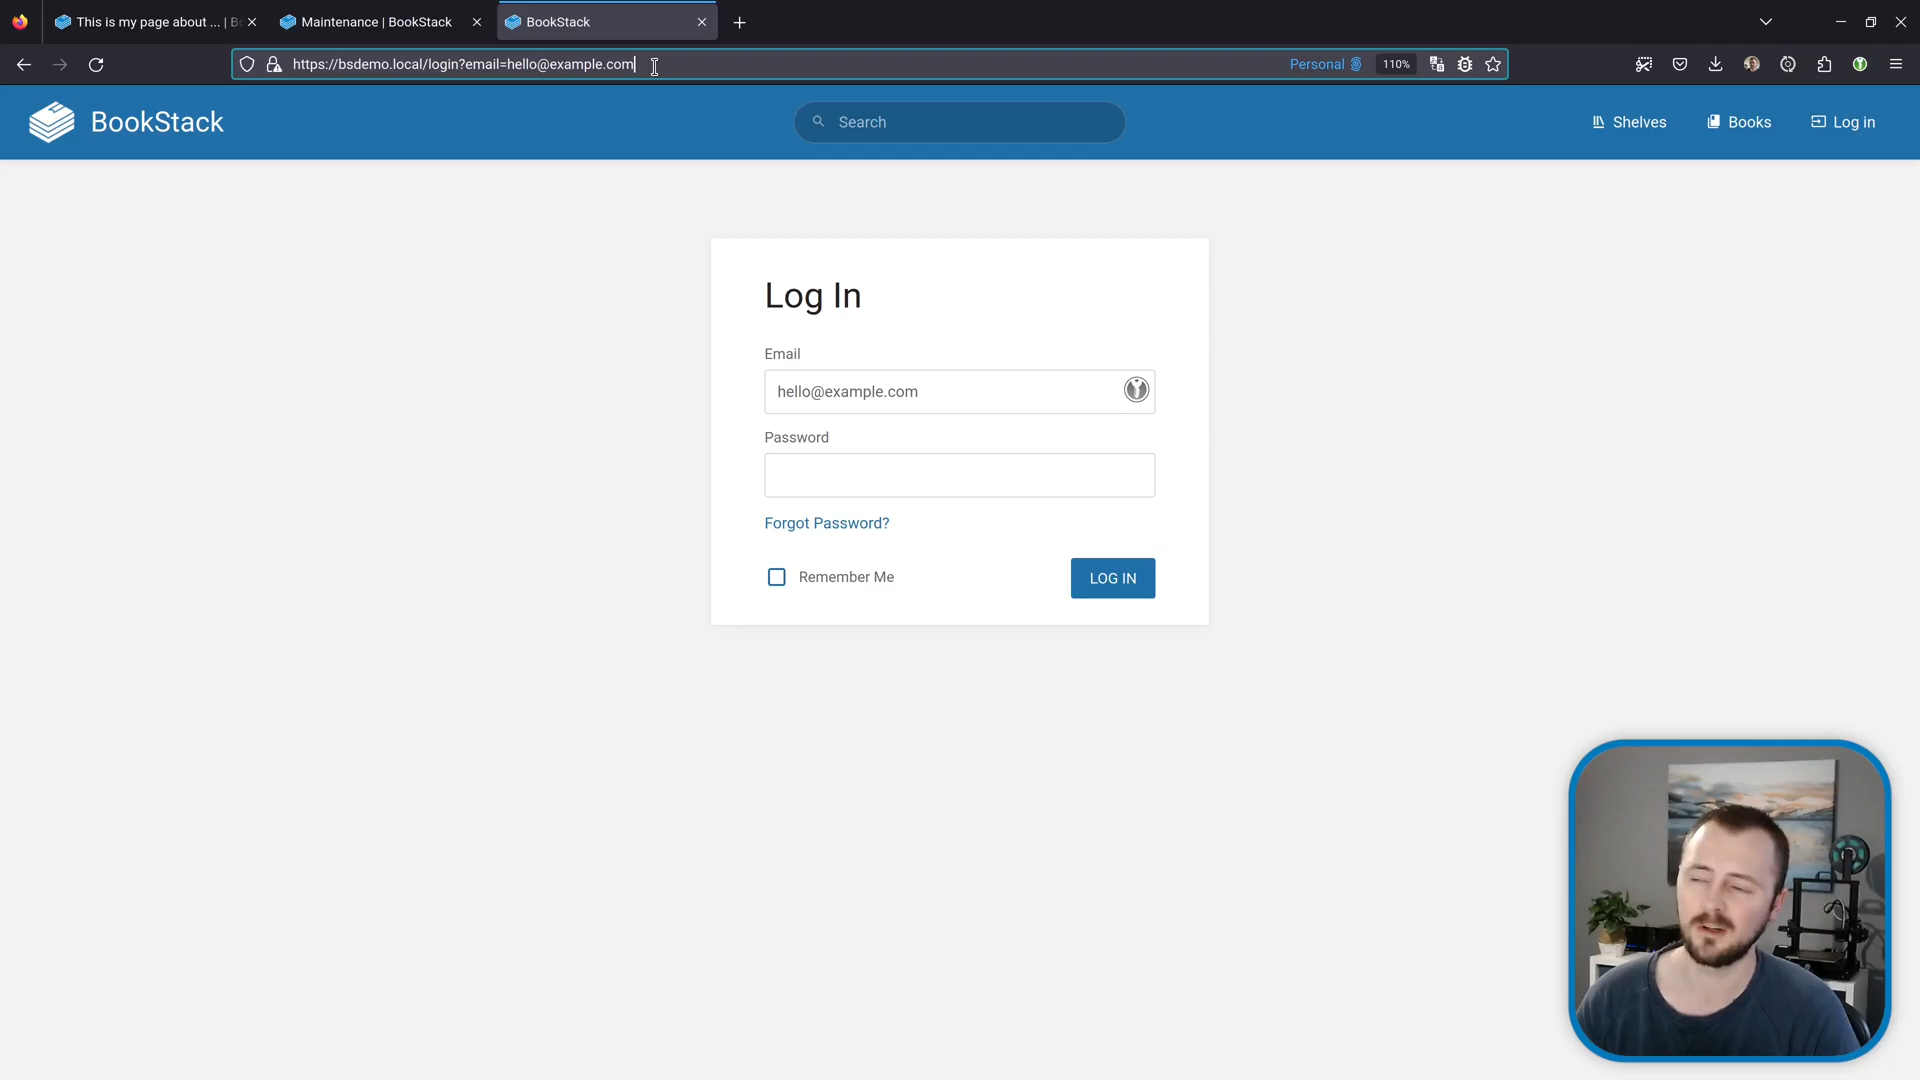 This is my page about ... | Bo
Maintenance | BookStack
BookStack
https://bsdemo.local/login?email=hello@example.com
Personal
110%
BookStack
Search
Shelves
Books
Log in
Log In
Email
hello@example.com
Password
Forgot Password?
Remember Me
LOG IN